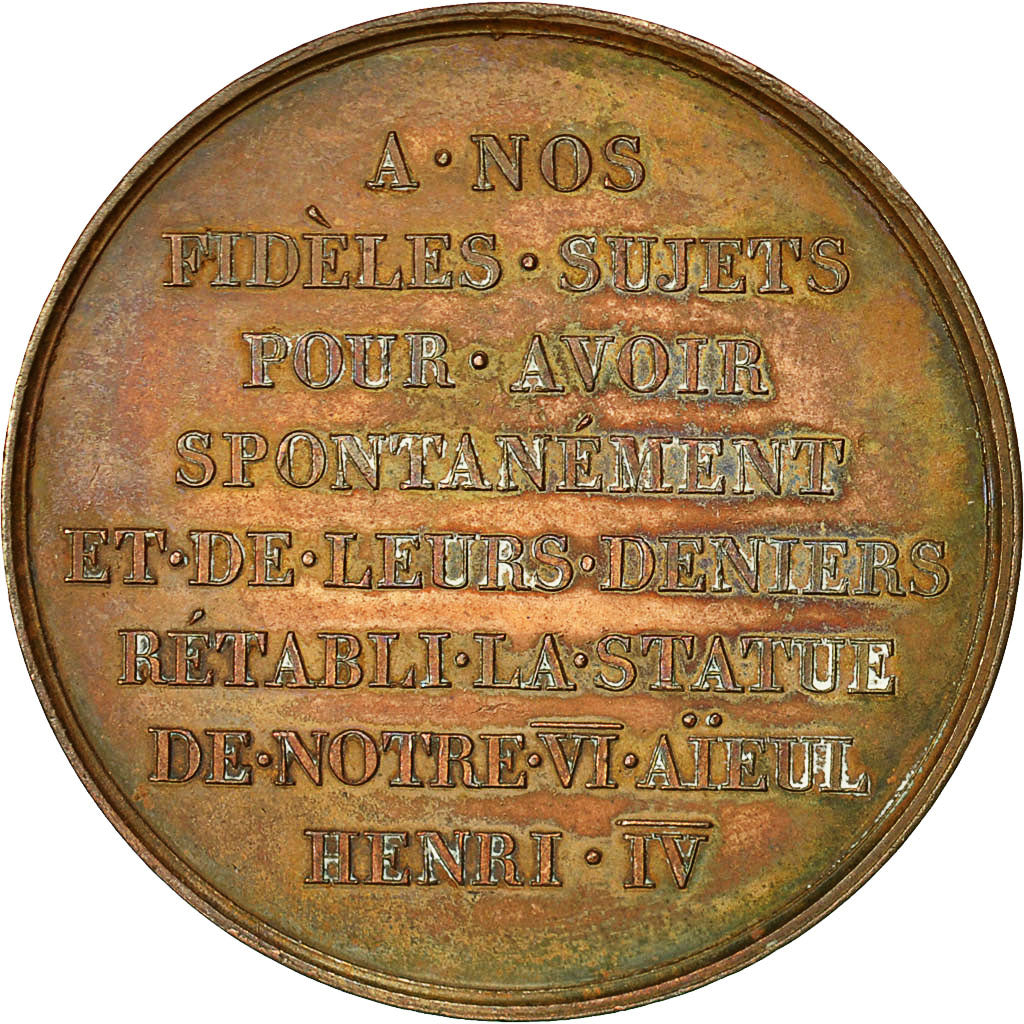 A·NOS
FIDÈLES·SUJETS
POUR·AVOIR
SPONTANÉMENT
ET·DE·LEURS·DENIERS
RÉTABLI·LA·STATUE
DE·NOTRE·VI·AÏEUL
HENRI·IV